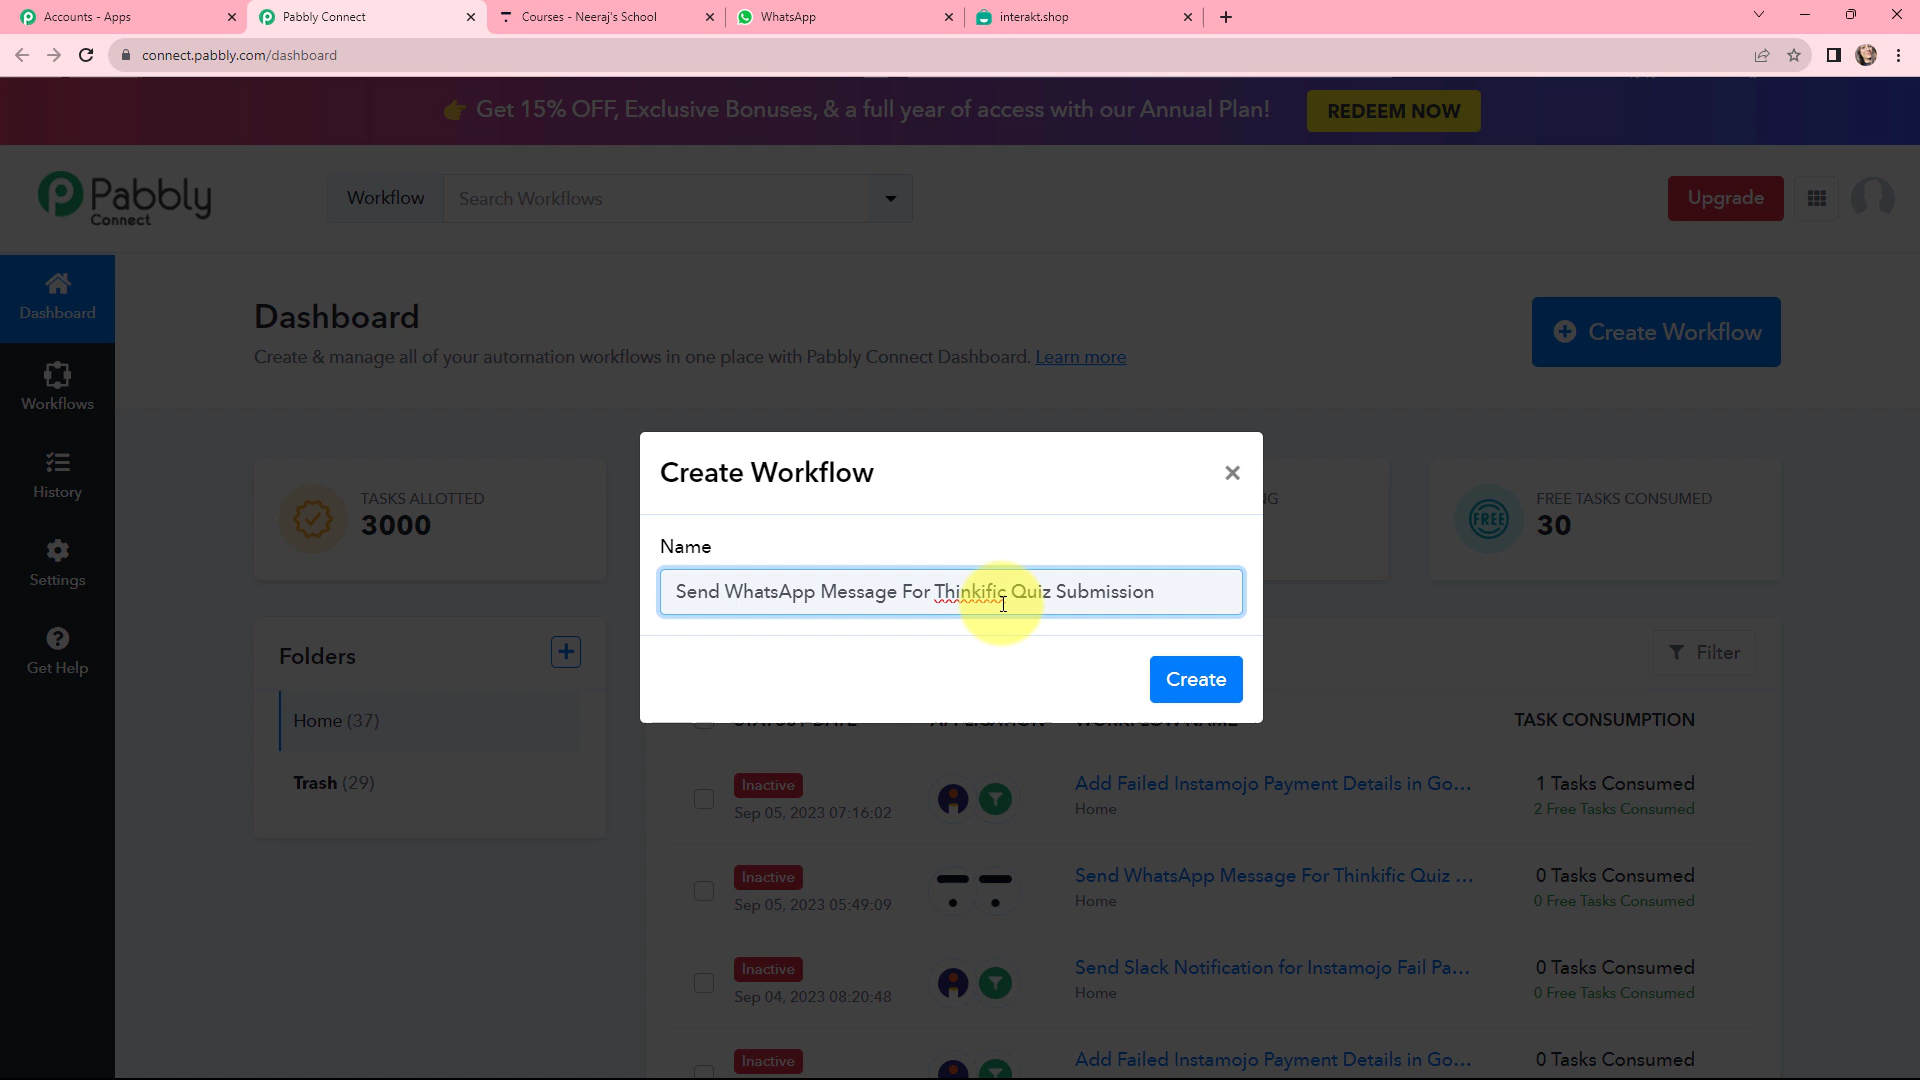 Accounts - Apps
Pabbly Connect
Courses - Neeraj's School
WhatsApp
interakt.shop
connect.pabbly.com/dashboard
👉 Get 15% OFF, Exclusive Bonuses, & a full year of access with our Annual Plan!
REDEEM NOW
Pabbly
Connect
Workflow
Search Workflows
Upgrade
Dashboard
Workflows
History
Settings
Get Help
Dashboard
Create & manage all of your automation workflows in one place with Pabbly Connect Dashboard. Learn more
Create Workflow
TASKS ALLOTTED
3000
NG
FREE
FREE TASKS CONSUMED
30
Create Workflow
Name
Send WhatsApp Message For Thinkific Quiz Submission
Create
Folders
Home (37)
Trash (29)
Filter
TASK CONSUMPTION
Inactive
Sep 05, 2023 07:16:02
Add Failed Instamojo Payment Details in Go...
Home
1 Tasks Consumed
2 Free Tasks Consumed
Inactive
Sep 05, 2023 05:49:09
Send WhatsApp Message For Thinkific Quiz ...
Home
0 Tasks Consumed
0 Free Tasks Consumed
Inactive
Sep 04, 2023 08:20:48
Send Slack Notification for Instamojo Fail Pa...
Home
0 Tasks Consumed
0 Free Tasks Consumed
Inactive
Add Failed Instamojo Payment Details in Go...
0 Tasks Consumed